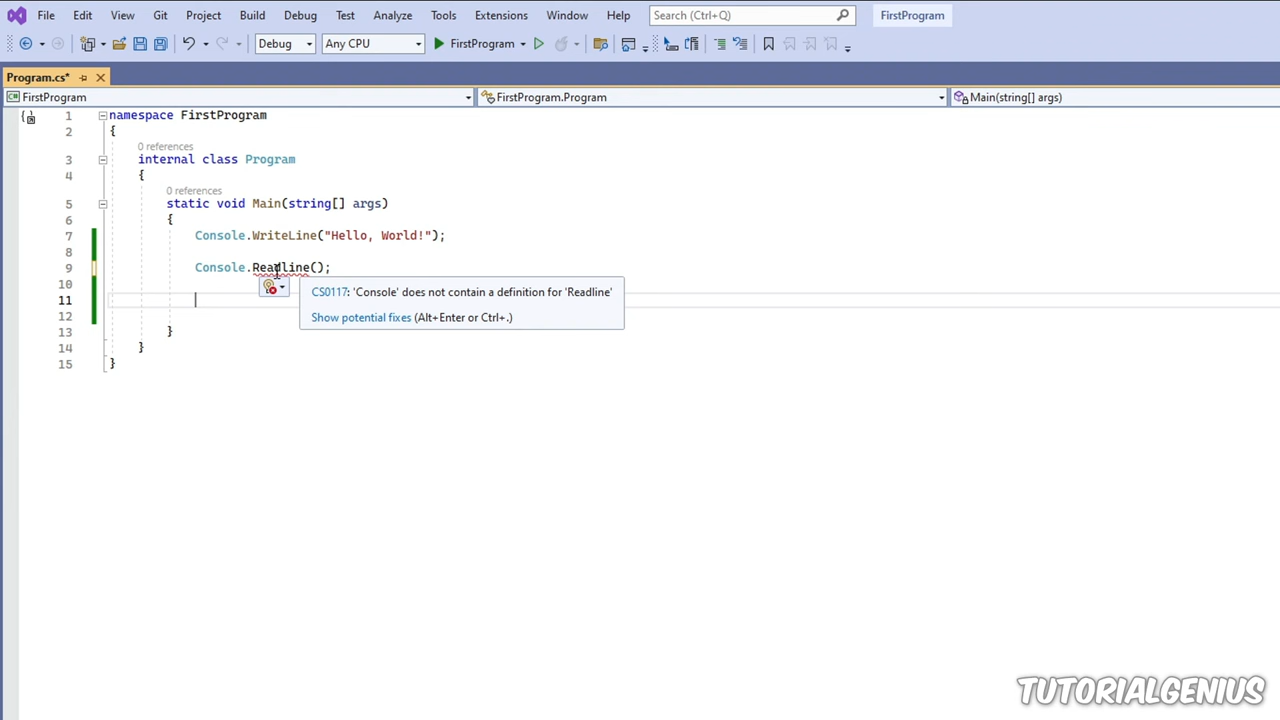 File Edit View Git Project Build Debug Test Analyze Tools Extensions Window Help Search (Ctrl+Q) FirstProgram
Debug Any CPU FirstProgram
Program.cs*
FirstProgram FirstProgram.Program Main(string[] args)
1 namespace FirstProgram
2 {
0 references
3 internal class Program
4 {
0 references
5 static void Main(string[] args)
6 {
7 Console.WriteLine("Hello, World!");
8
9 Console.Readline();
10
CS0117: 'Console' does not contain a definition for 'Readline'
11
Show potential fixes (Alt+Enter or Ctrl+.)
12
13 }
14 }
15 }
TUTORIALGENIUS